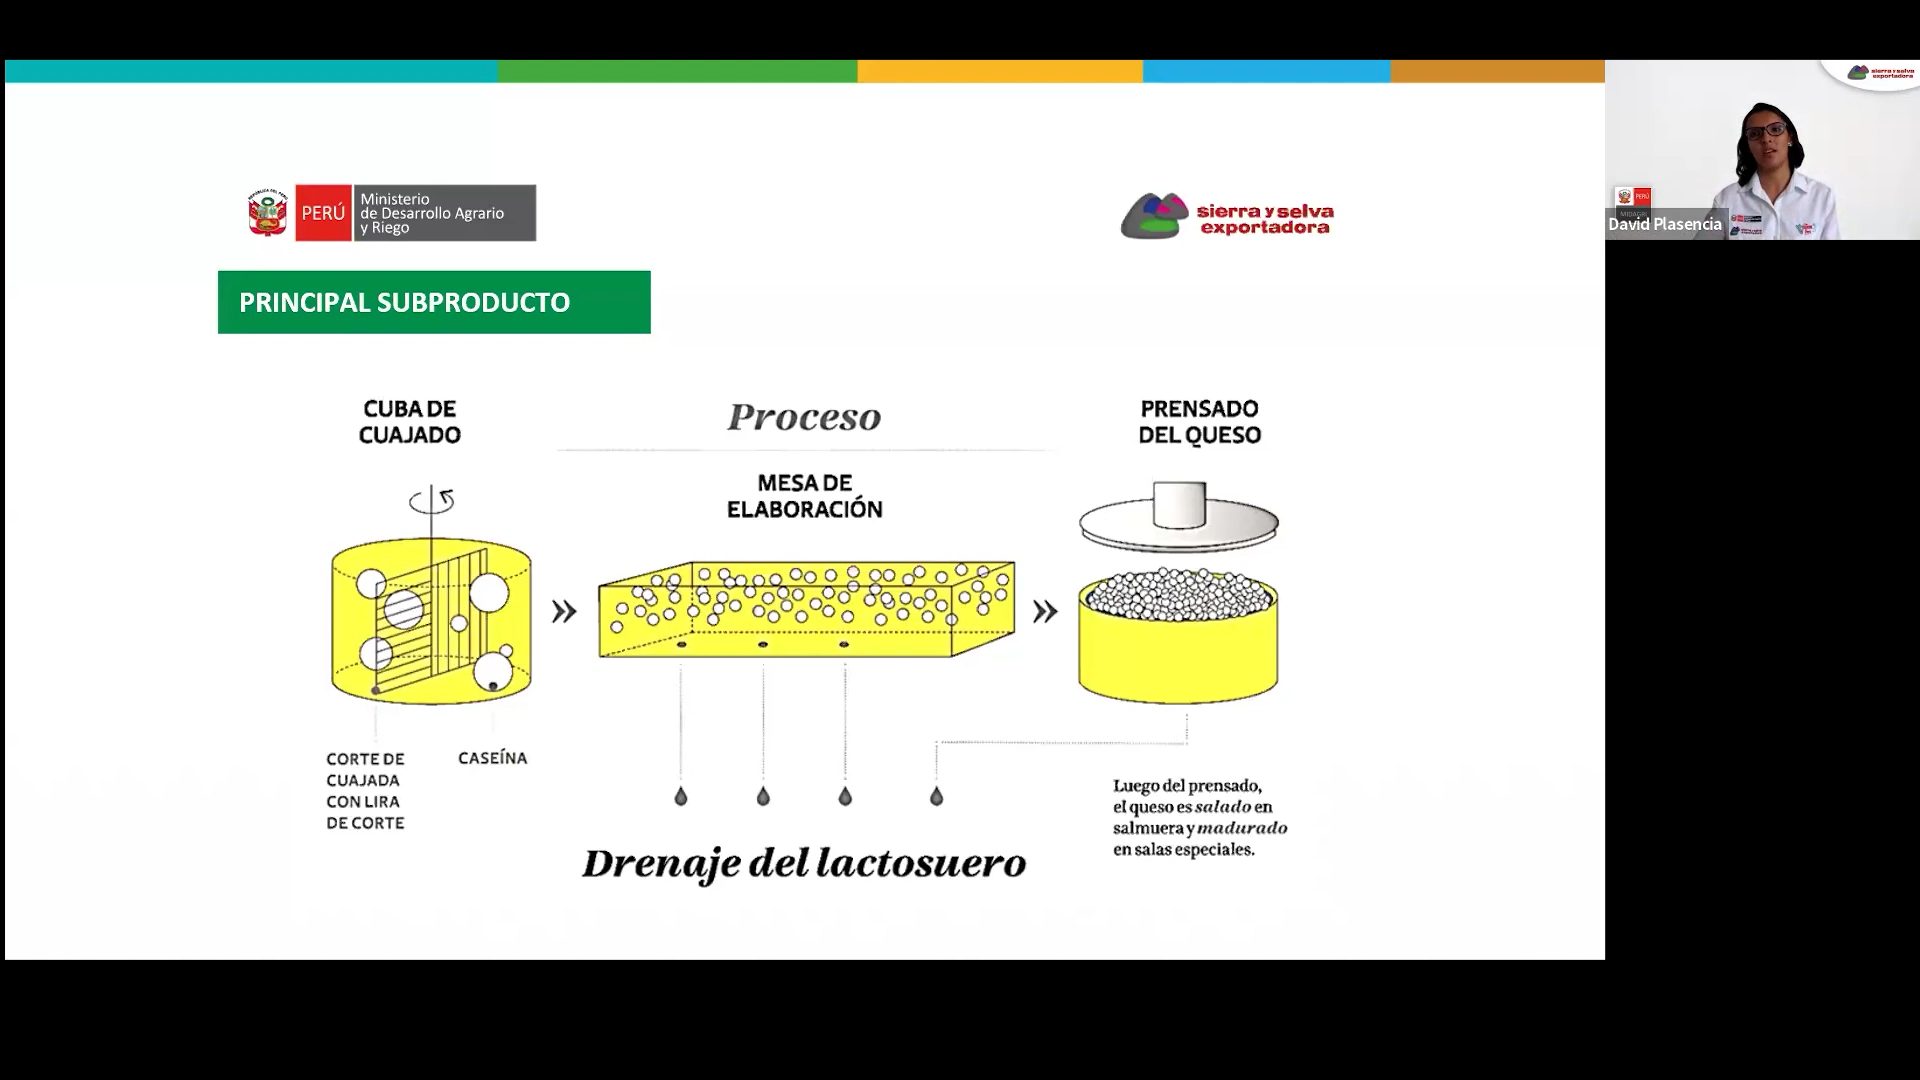 sierra y selva
exportadora
PERÚ
David Plasencia
PERÚ
Ministerio
de Desarrollo Agrario
y Riego
sierra y selva
exportadora
PRINCIPAL SUBPRODUCTO
CUBA DE
CUAJADO
Proceso
PRENSADO
DEL QUESO
MESA DE
ELABORACIÓN
CORTE DE
CUAJADA
CON LIRA
DE CORTE
CASEÍNA
Luego del prensado,
el queso es salado en
salmuera y madurado
en salas especiales.
Drenaje del lactosuero